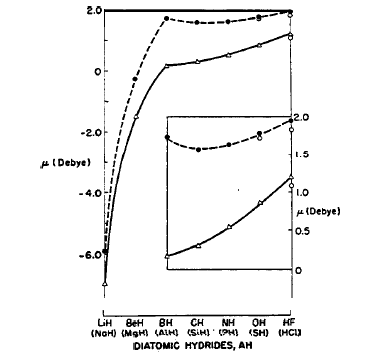 2.0
0
-2.0
μ (Debye)
-4.0
-6.0
2.0
1.5
1.0
μ (Debye)
0.5
0
LiH BeH BH CH NH OH HF
(NaH) (MgH) (AlH) (SiH) (PH) (SH) (HCl)
DIATOMIC HYDRIDES, AH